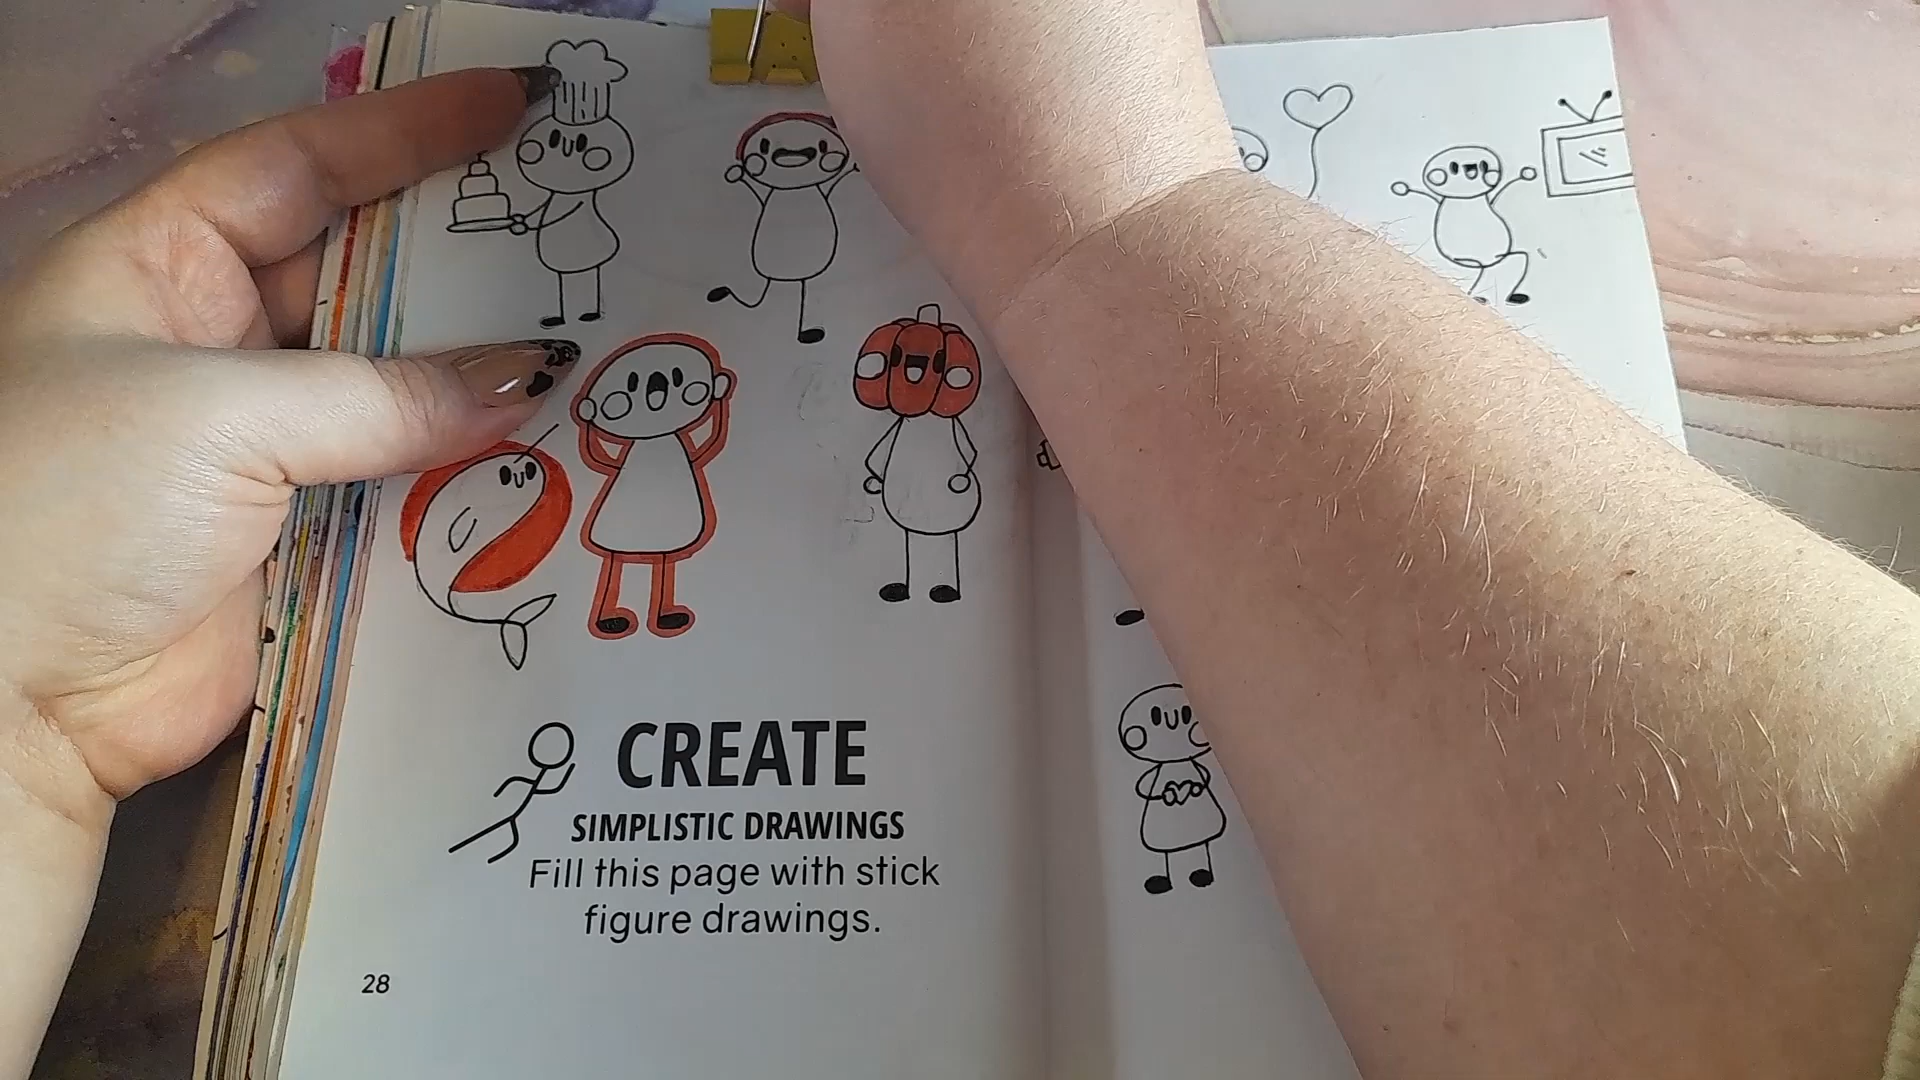 CREATE
SIMPLISTIC DRAWINGS
Fill this page with stick
figure drawings.
28